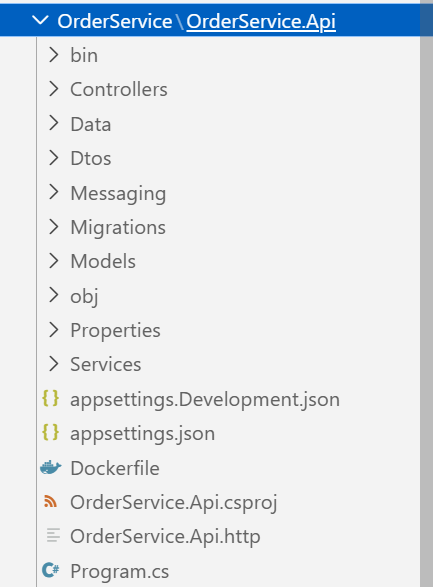 OrderService\OrderService.Api
bin
Controllers
Data
Dtos
Messaging
Migrations
Models
obj
Properties
Services
{} appsettings.Development.json
{} appsettings.json
Dockerfile
OrderService.Api.csproj
OrderService.Api.http
C# Program.cs